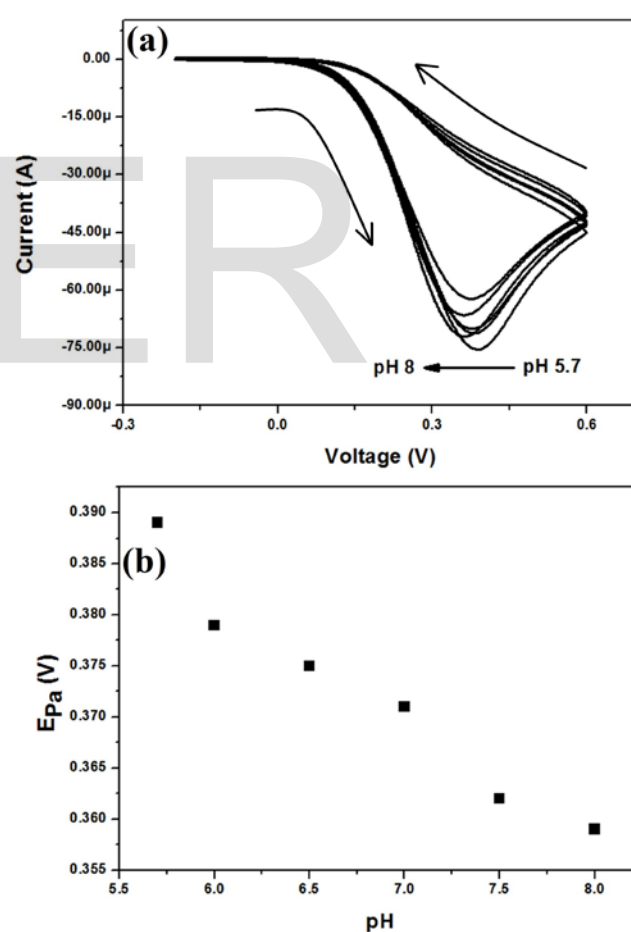 (a)
0.00
-15.00µ
-30.00µ
-45.00µ
-60.00µ
-75.00µ
-90.00µ
Current (A)
ER
pH 8 pH 5.7
-0.3 0.0 0.3 0.6
Voltage (V)
(b)
0.390
0.385
0.380
0.375
0.370
0.365
0.360
0.355
EPa (V)
5.5 6.0 6.5 7.0 7.5 8.0
pH